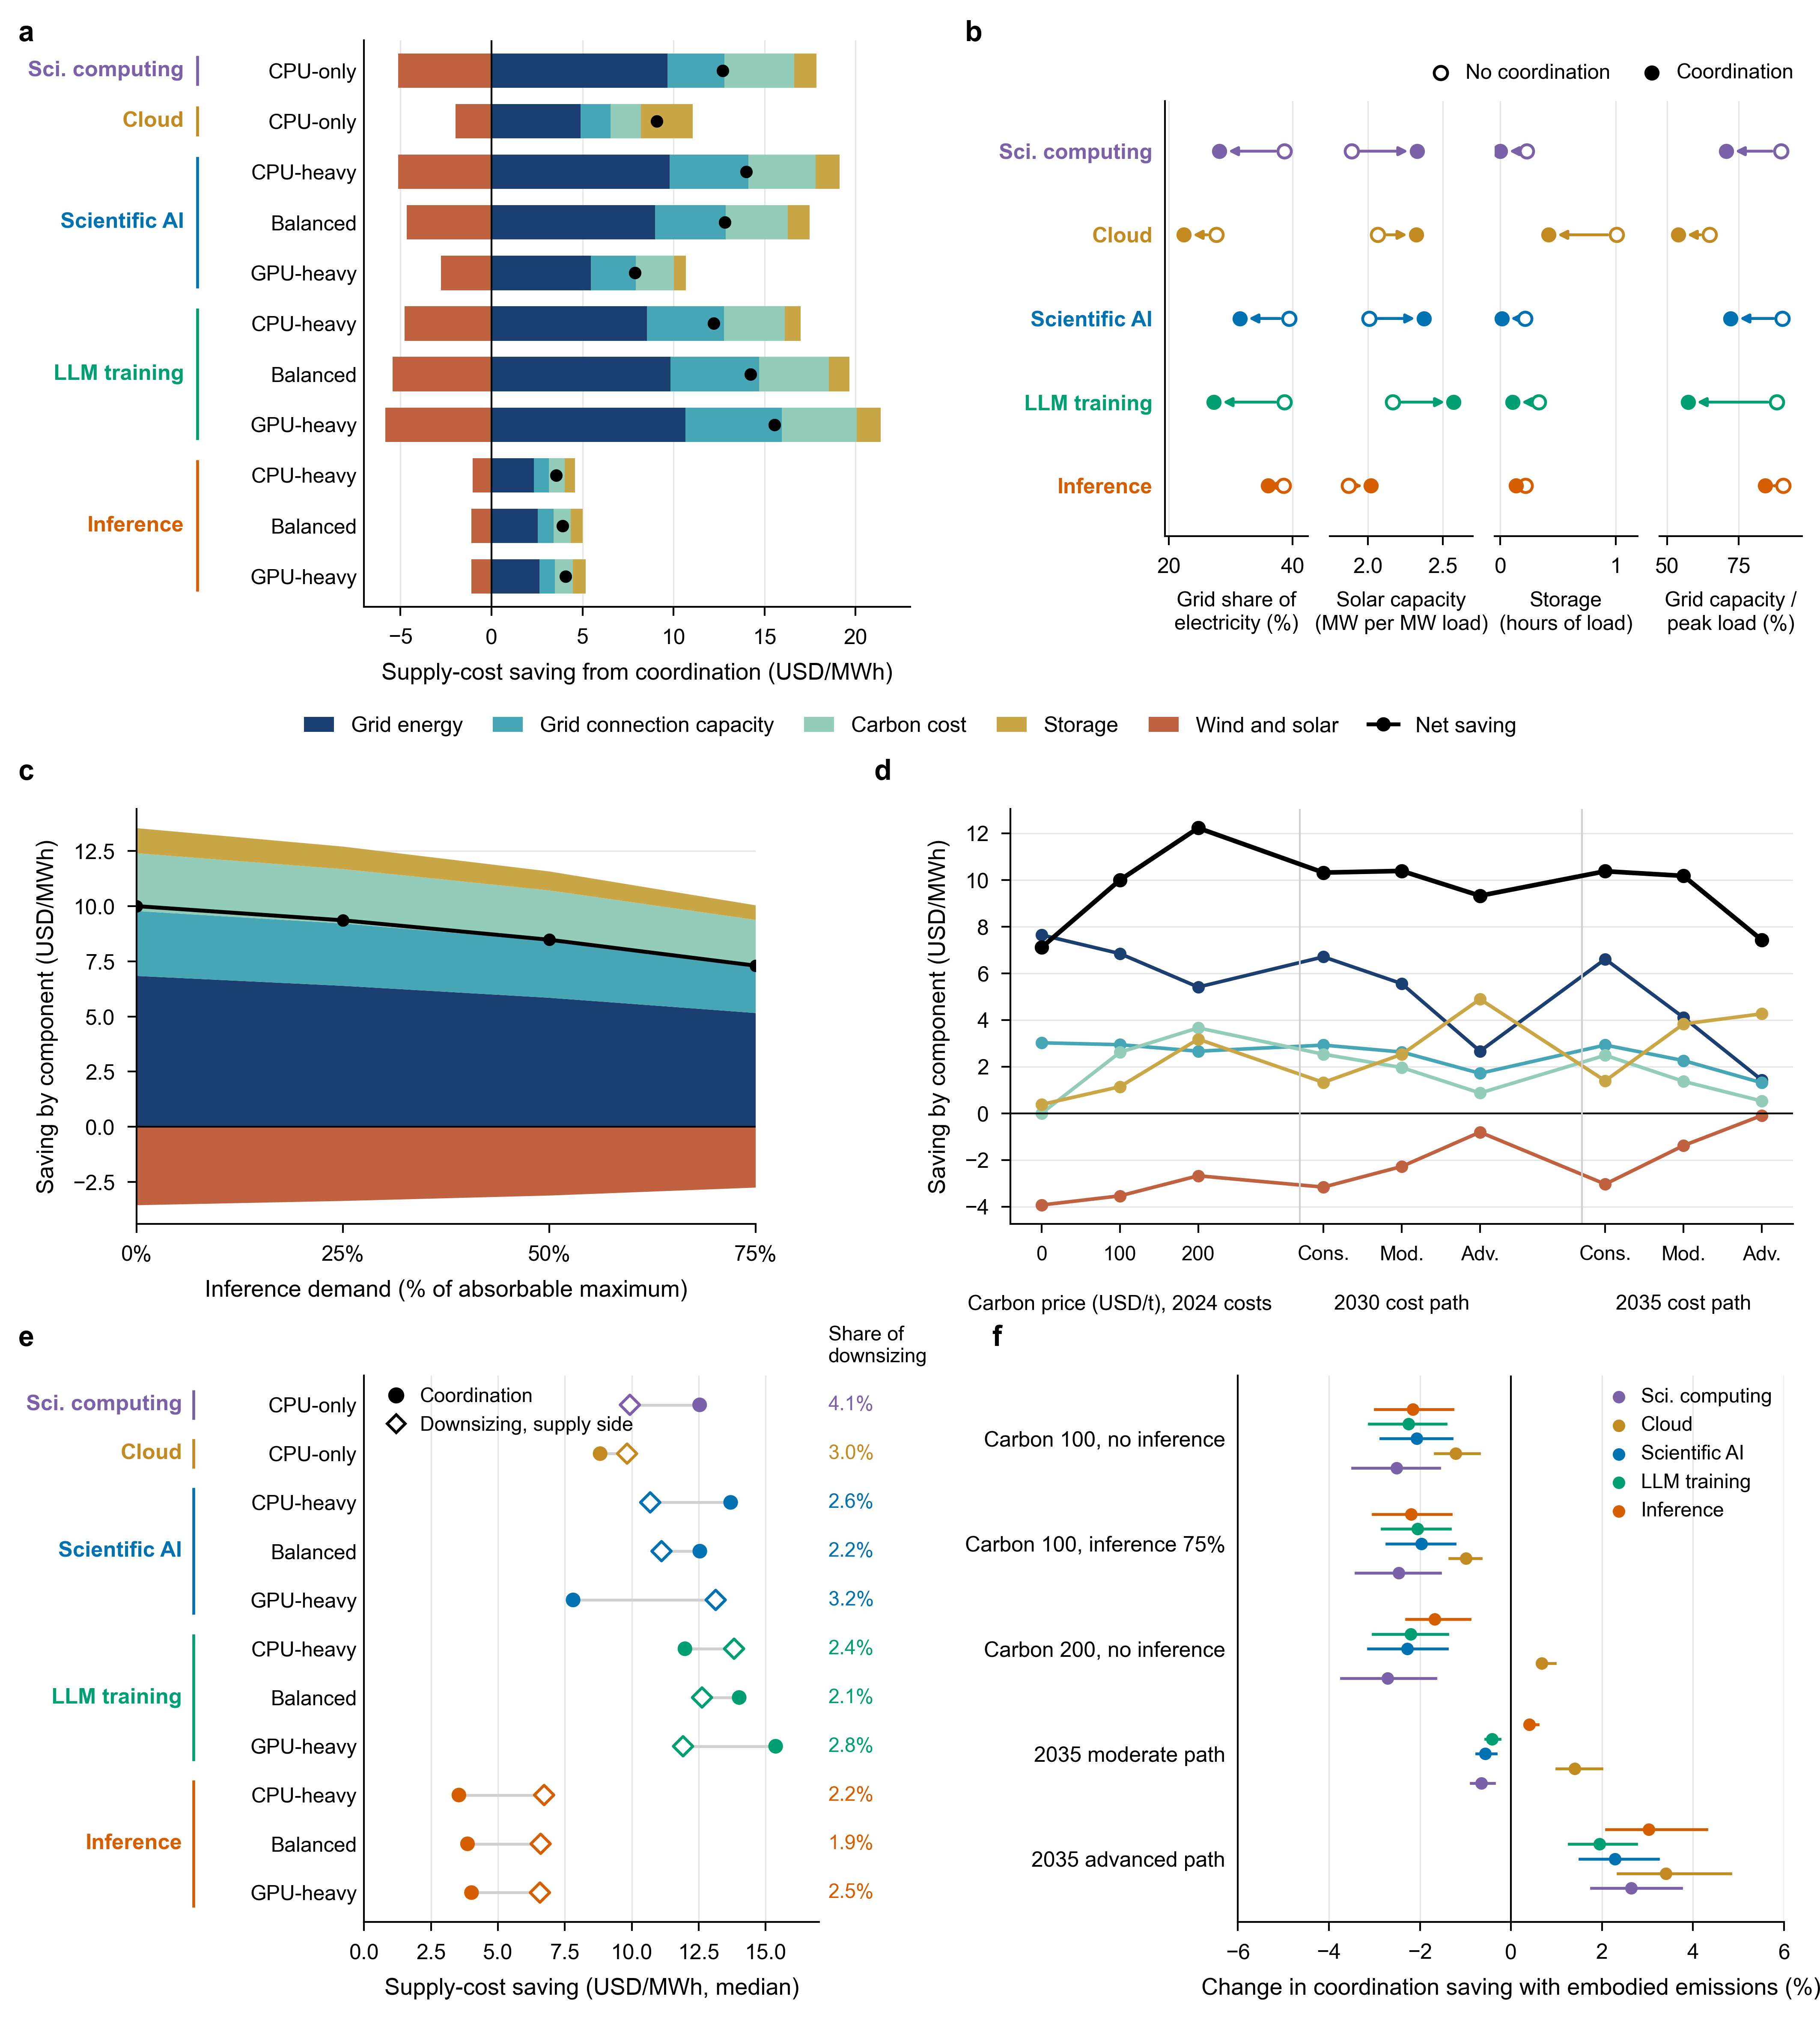 a
Sci. computing
CPU-only
Cloud
CPU-only
Scientific AI
CPU-heavy
Balanced
GPU-heavy
LLM training
CPU-heavy
Balanced
GPU-heavy
Inference
CPU-heavy
Balanced
GPU-heavy
−5 0 5 10 15 20
Supply-cost saving from coordination (USD/MWh)
b
No coordination
Coordination
Sci. computing
Cloud
Scientific AI
LLM training
Inference
20 40
2.0 2.5
0 1
50 75
Grid share of
electricity (%)
Solar capacity
(MW per MW load)
Storage
(hours of load)
Grid capacity /
peak load (%)
Grid energy
Grid connection capacity
Carbon cost
Storage
Wind and solar
Net saving
c
Saving by component (USD/MWh)
12.5
10.0
7.5
5.0
2.5
0.0
−2.5
0% 25% 50% 75%
Inference demand (% of absorbable maximum)
d
Saving by component (USD/MWh)
12
10
8
6
4
2
0
−2
−4
0 100 200 Cons. Mod. Adv. Cons. Mod. Adv.
Carbon price (USD/t), 2024 costs
2030 cost path
2035 cost path
e
Share of
downsizing
Coordination
Downsizing, supply side
Sci. computing
CPU-only
4.1%
Cloud
CPU-only
3.0%
Scientific AI
CPU-heavy
2.6%
Balanced
2.2%
GPU-heavy
3.2%
LLM training
CPU-heavy
2.4%
Balanced
2.1%
GPU-heavy
2.8%
Inference
CPU-heavy
2.2%
Balanced
1.9%
GPU-heavy
2.5%
0.0 2.5 5.0 7.5 10.0 12.5 15.0
Supply-cost saving (USD/MWh, median)
f
Sci. computing
Cloud
Scientific AI
LLM training
Inference
Carbon 100, no inference
Carbon 100, inference 75%
Carbon 200, no inference
2035 moderate path
2035 advanced path
−6 −4 −2 0 2 4 6
Change in coordination saving with embodied emissions (%)